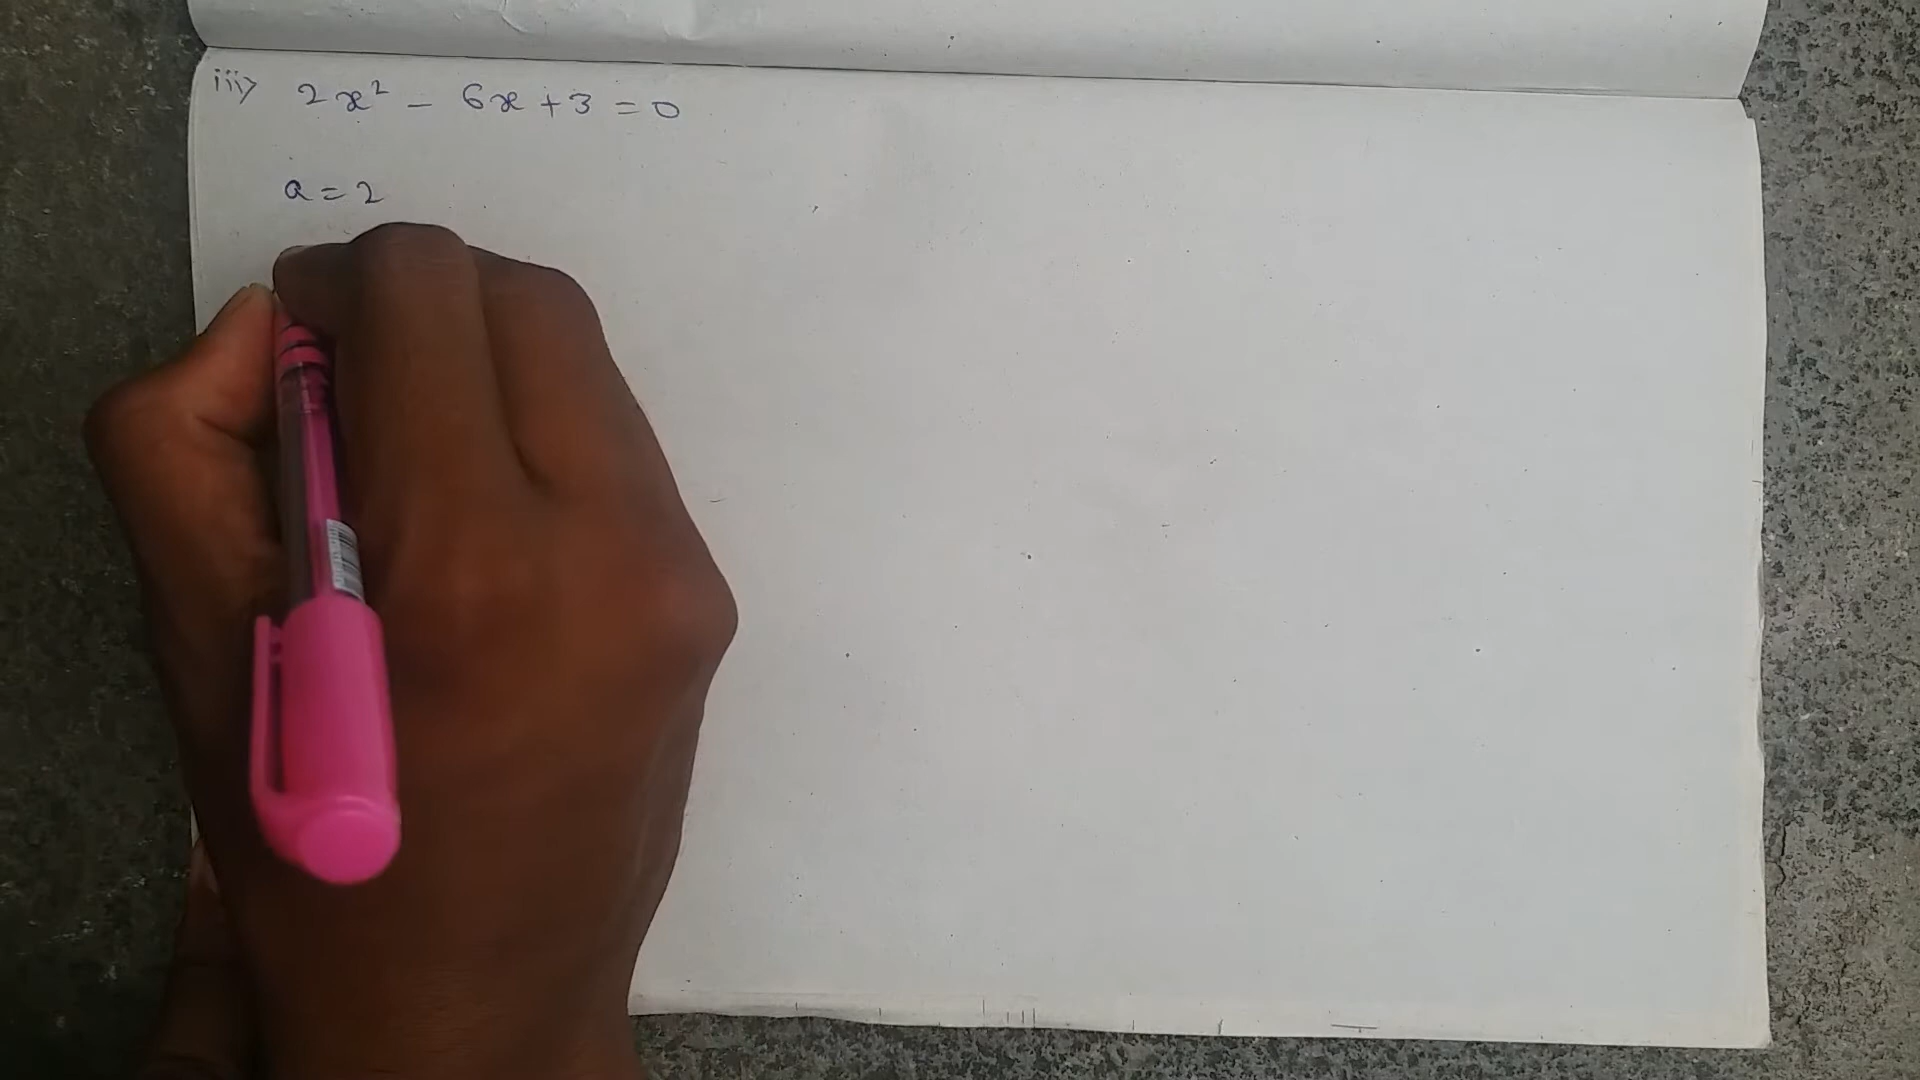 iii> 2x² - 6x + 3 = 0
a = 2